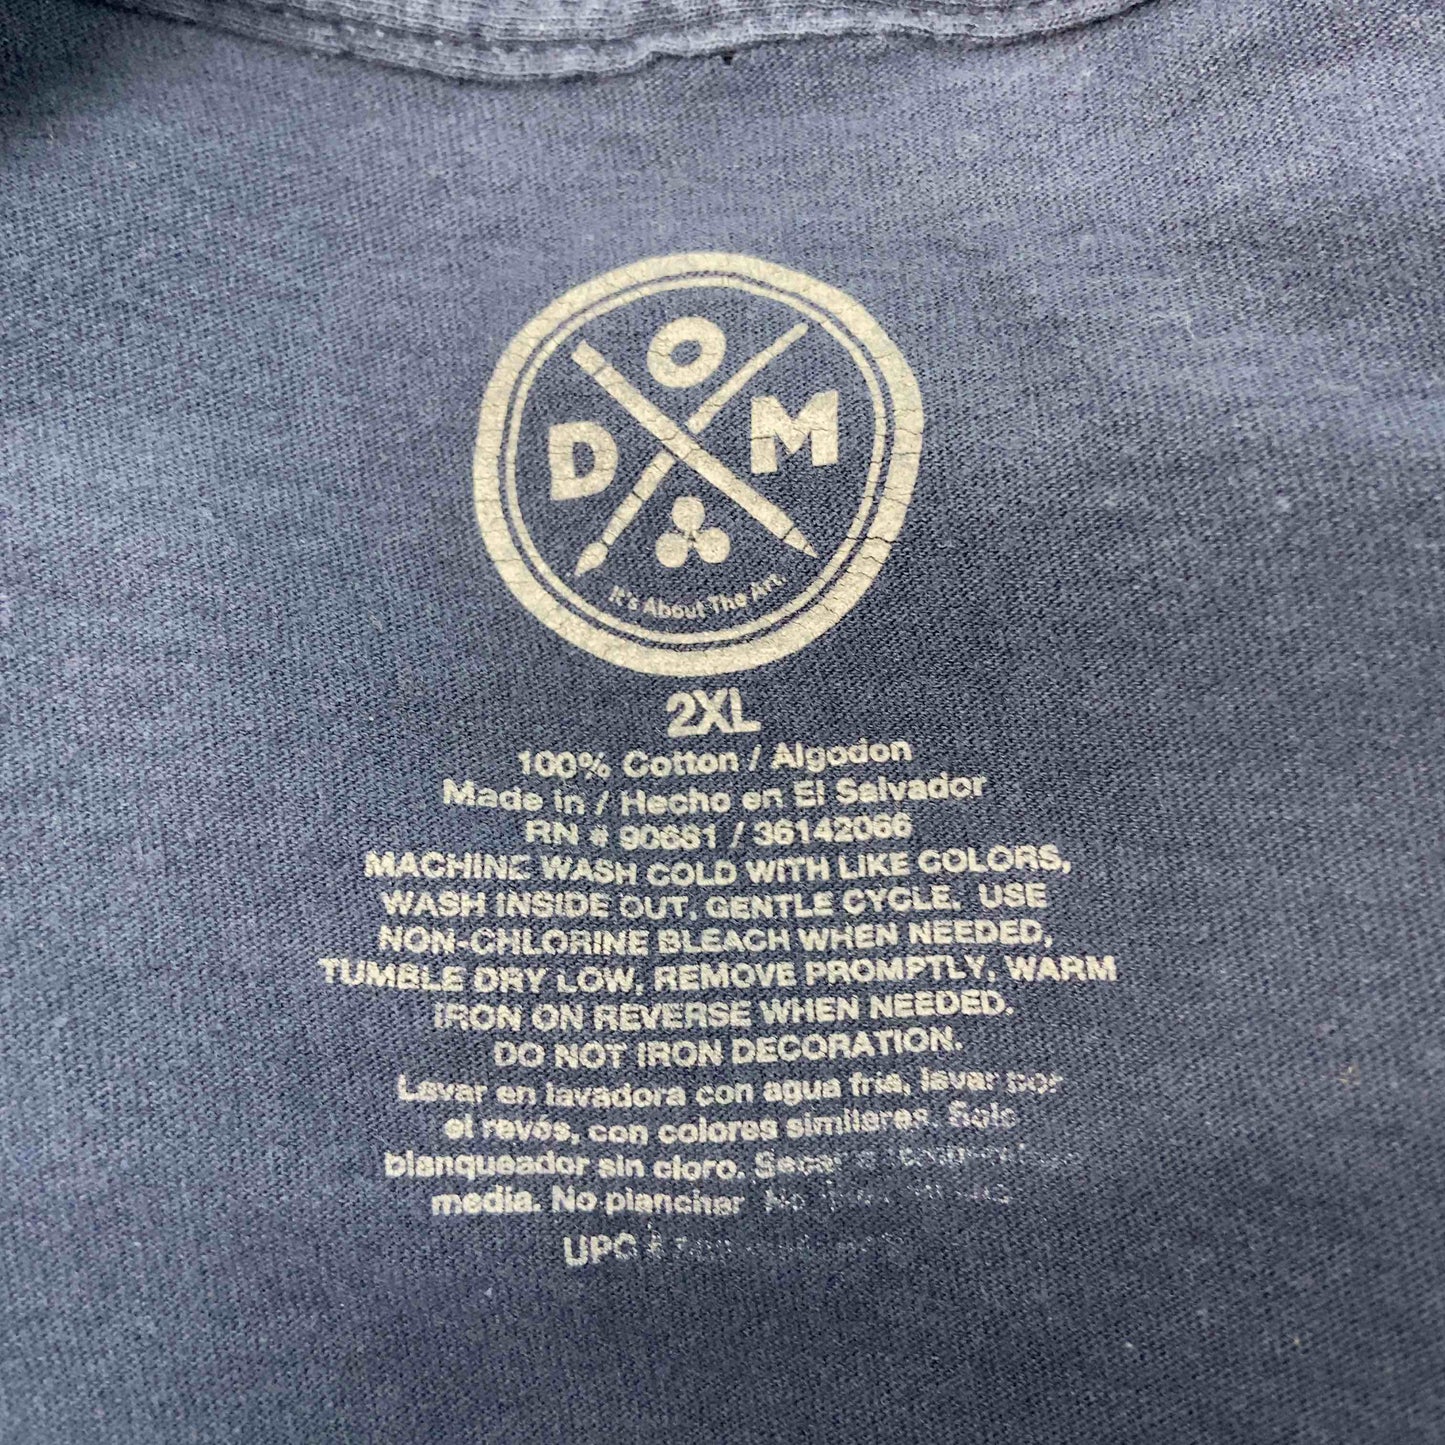 D O M
It's About The Art.
2XL
100% Cotton / Algodon
Made in / Hecho en El Salvador
RN # 90681 / 36142066
MACHINE WASH COLD WITH LIKE COLORS,
WASH INSIDE OUT, GENTLE CYCLE. USE
NON-CHLORINE BLEACH WHEN NEEDED,
TUMBLE DRY LOW, REMOVE PROMPTLY, WARM
IRON ON REVERSE WHEN NEEDED.
DO NOT IRON DECORATION.
Lavar en lavadora con agua fria, lavar por
el revés, con colores similares. Solo
blanqueador sin cloro. Secar a
media. No planchar No
UPC